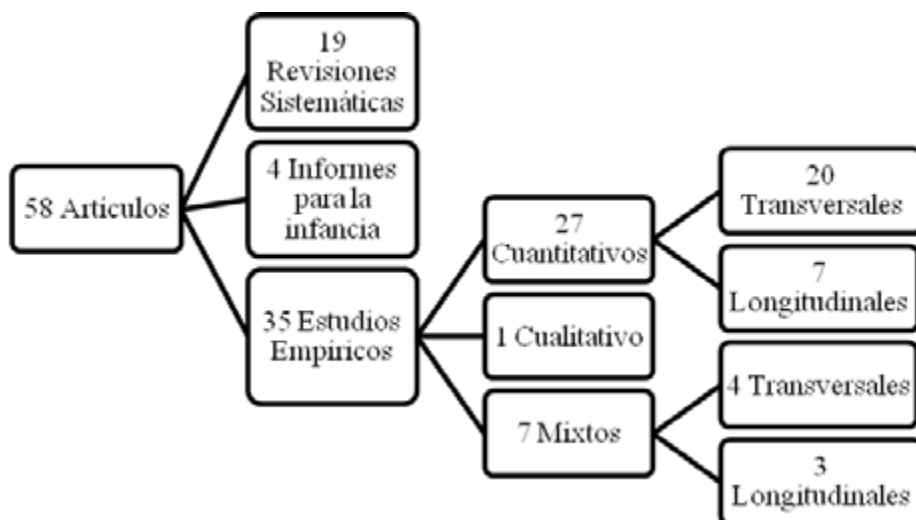 58 Artículos
19
Revisiones
Sistemáticas
4 Informes
para la
infancia
35 Estudios
Empíricos
27
Cuantitativos
1 Cualitativo
7 Mixtos
20
Transversales
7
Longitudinales
4 Transversales
3
Longitudinales